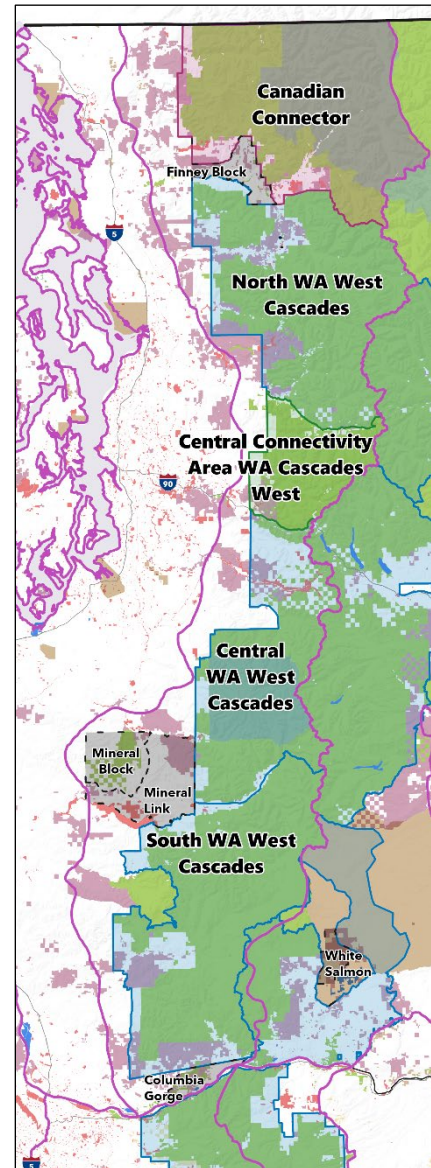 Canadian
Connector
Finney Block
5
North WA West
Cascades
Central Connectivity
Area WA Cascades
West
90
Central
WA West
Cascades
Mineral
Block
Mineral
Link
South WA West
Cascades
White
Salmon
Columbia
Gorge
5